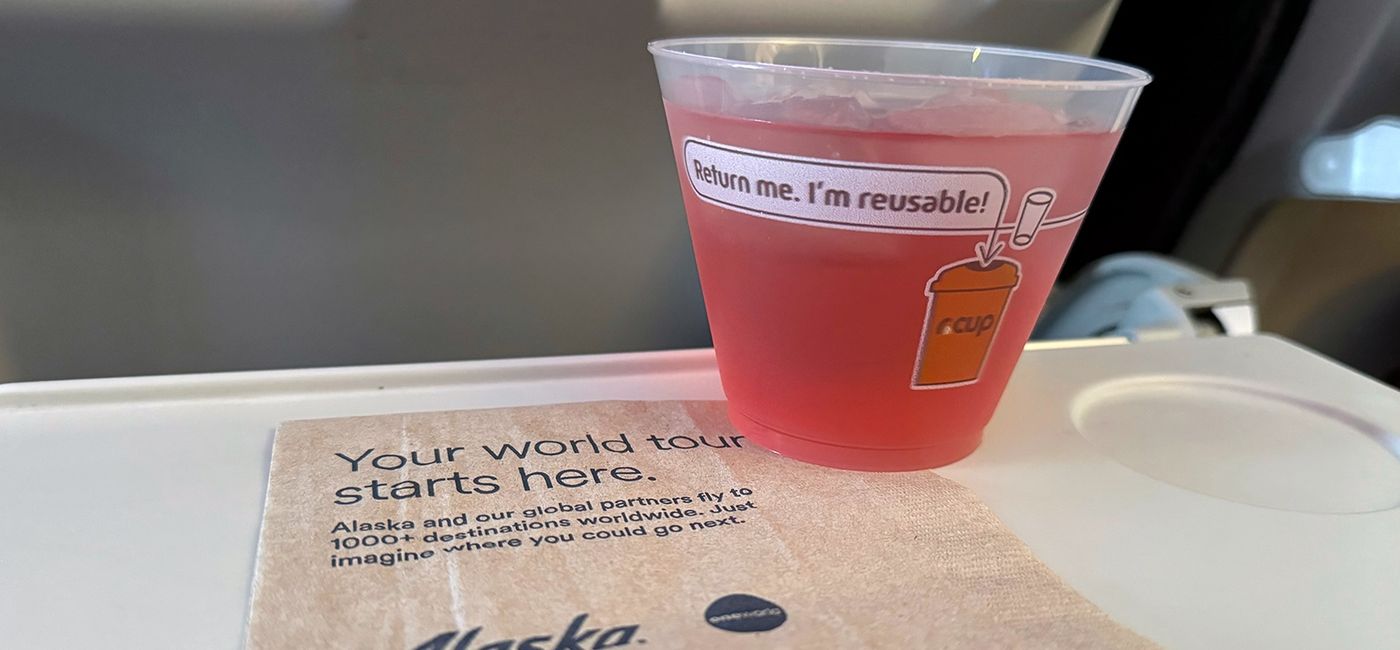 Return me. I'm reusable!
r.cup
Your world tour
starts here.
Alaska and our global partners fly to
1000+ destinations worldwide. Just
imagine where you could go next.
Alaska.
oneworld